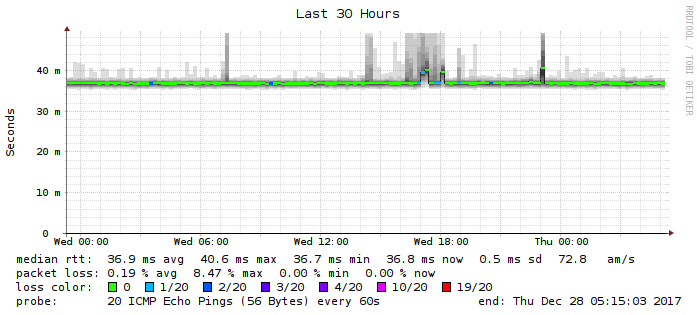 Last 30 Hours
RRDTOOL / TOBI OETIKER
Seconds
40 m
30 m
20 m
10 m
0
Wed 00:00 Wed 06:00 Wed 12:00 Wed 18:00 Thu 00:00
median rtt: 36.9 ms avg 40.6 ms max 36.7 ms min 36.8 ms now 0.5 ms sd 72.8 am/s
packet loss: 0.19 % avg 8.47 % max 0.00 % min 0.00 % now
loss color: 0 1/20 2/20 3/20 4/20 10/20 19/20
probe: 20 ICMP Echo Pings (56 Bytes) every 60s end: Thu Dec 28 05:15:03 2017